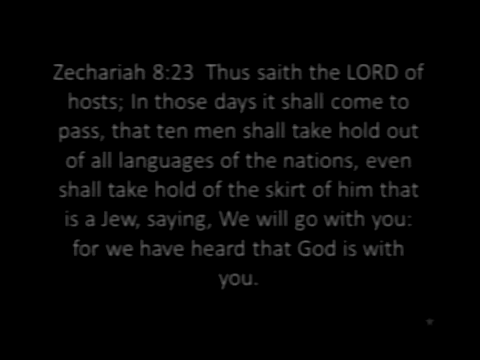 Zechariah 8:23  Thus saith the LORD of
hosts; In those days it shall come to
pass, that ten men shall take hold out
of all languages of the nations, even
shall take hold of the skirt of him that
is a Jew, saying, We will go with you:
for we have heard that God is with
you.
*